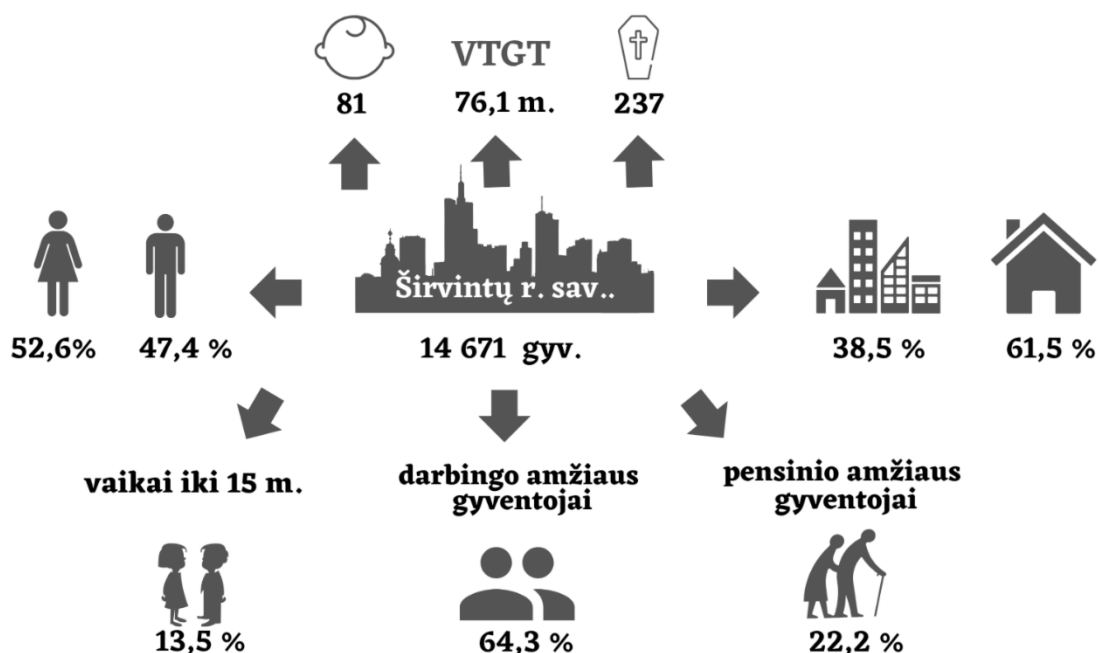 VTGT
81
76,1 m.
237
Širvintų r. sav..
52,6%
47,4 %
14 671 gyv.
38,5 %
61,5 %
vaikai iki 15 m.
darbingo amžiaus
gyventojai
pensinio amžiaus
gyventojai
13,5 %
64,3 %
22,2 %